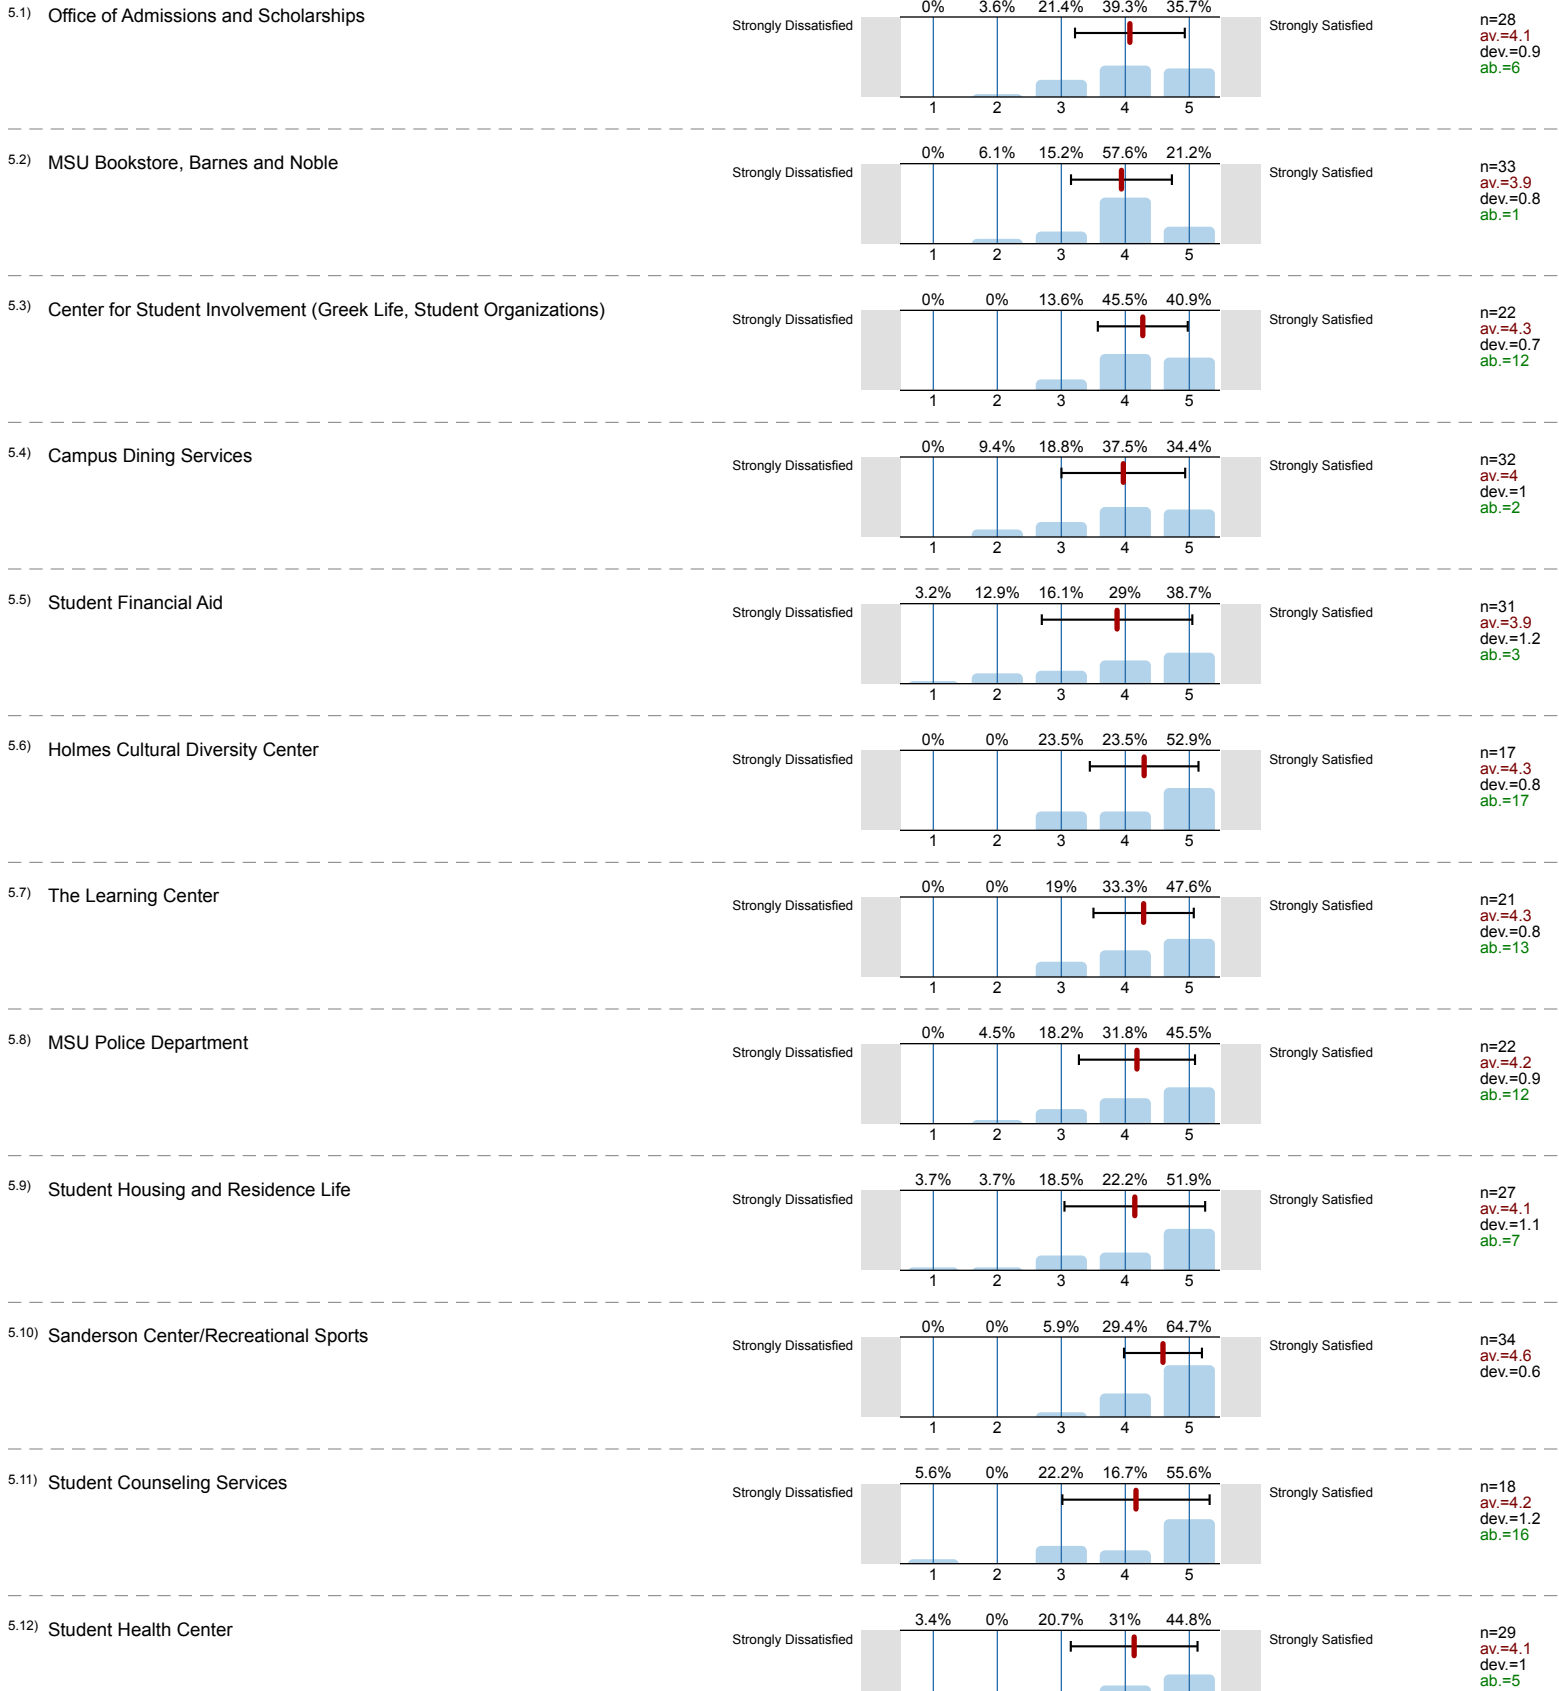 5.1) Office of Admissions and Scholarships
0% 3.6% 21.4% 39.3% 35.7%
Strongly Dissatisfied Strongly Satisfied
n=28
av.=4.1
dev.=0.9
ab.=6
1 2 3 4 5
5.2) MSU Bookstore, Barnes and Noble
0% 6.1% 15.2% 57.6% 21.2%
Strongly Dissatisfied Strongly Satisfied
n=33
av.=3.9
dev.=0.8
ab.=1
1 2 3 4 5
5.3) Center for Student Involvement (Greek Life, Student Organizations)
0% 0% 13.6% 45.5% 40.9%
Strongly Dissatisfied Strongly Satisfied
n=22
av.=4.3
dev.=0.7
ab.=12
1 2 3 4 5
5.4) Campus Dining Services
0% 9.4% 18.8% 37.5% 34.4%
Strongly Dissatisfied Strongly Satisfied
n=32
av.=4
dev.=1
ab.=2
1 2 3 4 5
5.5) Student Financial Aid
3.2% 12.9% 16.1% 29% 38.7%
Strongly Dissatisfied Strongly Satisfied
n=31
av.=3.9
dev.=1.2
ab.=3
1 2 3 4 5
5.6) Holmes Cultural Diversity Center
0% 0% 23.5% 23.5% 52.9%
Strongly Dissatisfied Strongly Satisfied
n=17
av.=4.3
dev.=0.8
ab.=17
1 2 3 4 5
5.7) The Learning Center
0% 0% 19% 33.3% 47.6%
Strongly Dissatisfied Strongly Satisfied
n=21
av.=4.3
dev.=0.8
ab.=13
1 2 3 4 5
5.8) MSU Police Department
0% 4.5% 18.2% 31.8% 45.5%
Strongly Dissatisfied Strongly Satisfied
n=22
av.=4.2
dev.=0.9
ab.=12
1 2 3 4 5
5.9) Student Housing and Residence Life
3.7% 3.7% 18.5% 22.2% 51.9%
Strongly Dissatisfied Strongly Satisfied
n=27
av.=4.1
dev.=1.1
ab.=7
1 2 3 4 5
5.10) Sanderson Center/Recreational Sports
0% 0% 5.9% 29.4% 64.7%
Strongly Dissatisfied Strongly Satisfied
n=34
av.=4.6
dev.=0.6
1 2 3 4 5
5.11) Student Counseling Services
5.6% 0% 22.2% 16.7% 55.6%
Strongly Dissatisfied Strongly Satisfied
n=18
av.=4.2
dev.=1.2
ab.=16
1 2 3 4 5
5.12) Student Health Center
3.4% 0% 20.7% 31% 44.8%
Strongly Dissatisfied Strongly Satisfied
n=29
av.=4.1
dev.=1
ab.=5